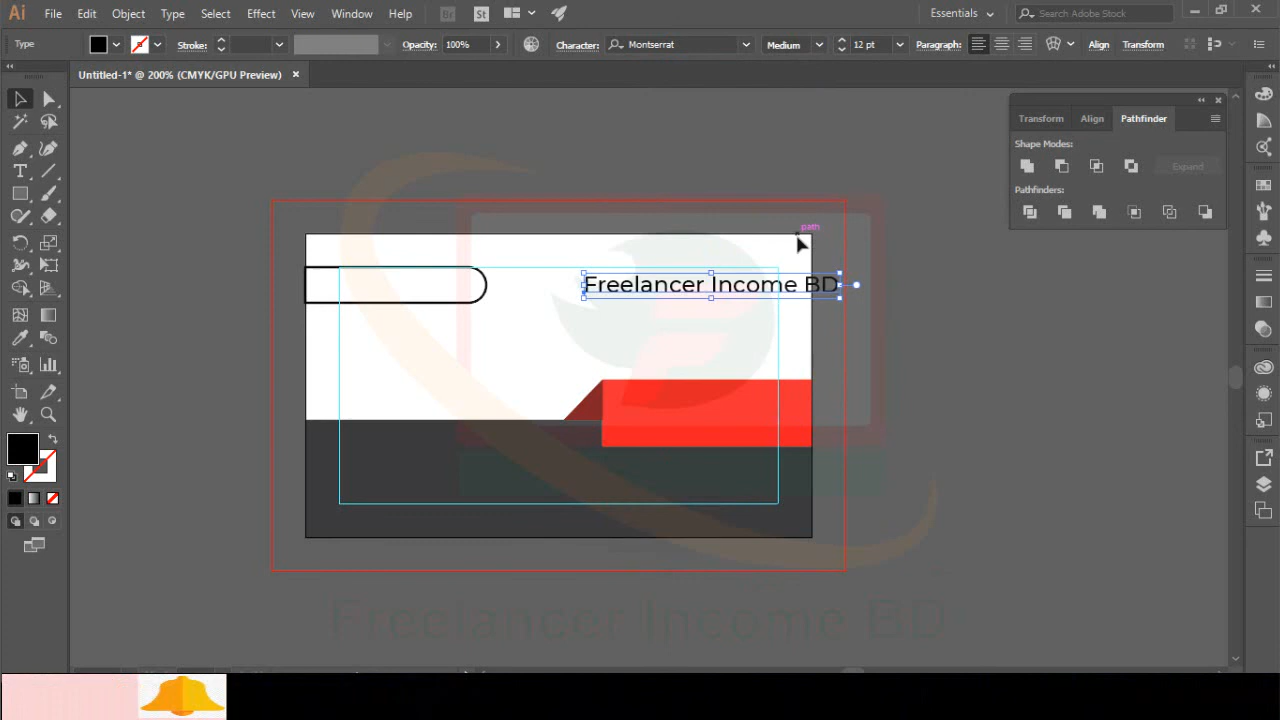 Ai File Edit Object Type Select Effect View Window Help Br St Essentials Search Adobe Stock
Type Stroke: Opacity: 100% Character: Montserrat Medium 12 pt Paragraph: Align Transform
Untitled-1* @ 200% (CMYK/GPU Preview)
Transform Align Pathfinder
Shape Modes:
Expand
Pathfinders:
path
Freelancer Income BD
Freelancer Income BD